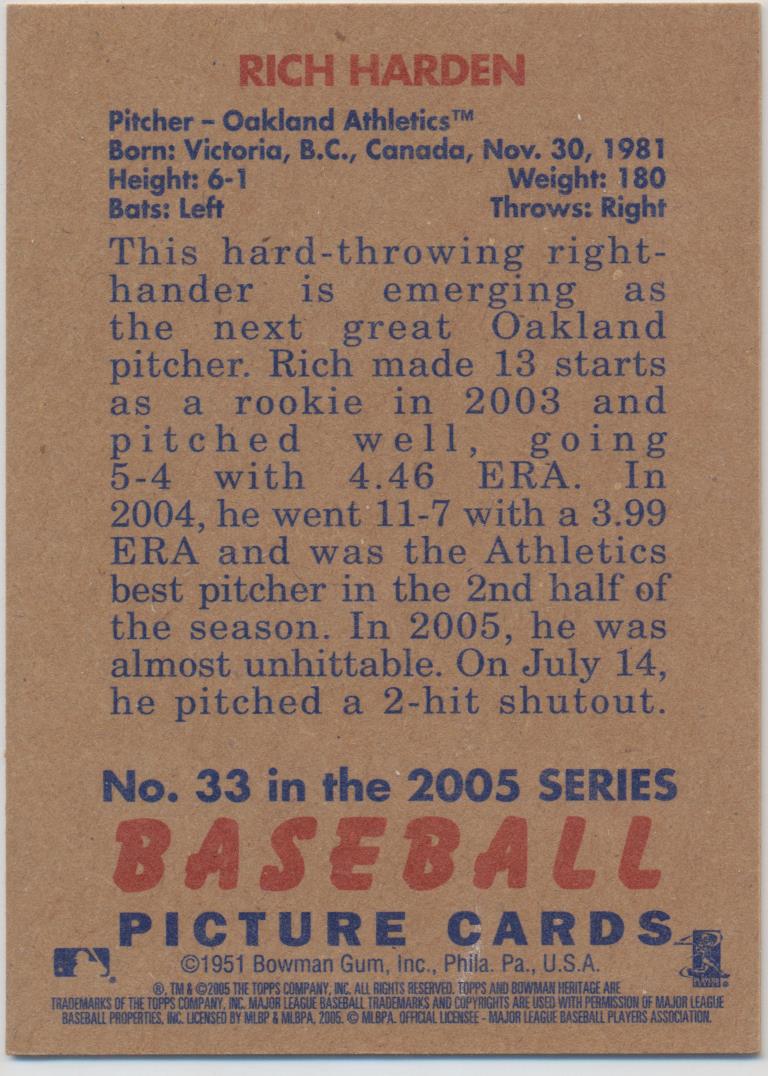 RICH HARDEN
Pitcher – Oakland Athletics™
Born: Victoria, B.C., Canada, Nov. 30, 1981
Height: 6-1 Weight: 180
Bats: Left Throws: Right
This hard-throwing right-
hander is emerging as
the next great Oakland
pitcher. Rich made 13 starts
as a rookie in 2003 and
pitched well, going
5-4 with 4.46 ERA. In
2004, he went 11-7 with a 3.99
ERA and was the Athletics
best pitcher in the 2nd half of
the season. In 2005, he was
almost unhittable. On July 14,
he pitched a 2-hit shutout.
No. 33 in the 2005 SERIES
BASEBALL
PICTURE CARDS
©1951 Bowman Gum, Inc., Phila. Pa., U.S.A.
®, TM & ©2005 THE TOPPS COMPANY, INC. ALL RIGHTS RESERVED. TOPPS AND BOWMAN HERITAGE ARE
TRADEMARKS OF THE TOPPS COMPANY, INC. MAJOR LEAGUE BASEBALL TRADEMARKS AND COPYRIGHTS ARE USED WITH PERMISSION OF MAJOR LEAGUE
BASEBALL PROPERTIES, INC. LICENSED BY MLBP & MLBPA, 2005. © MLBPA. OFFICIAL LICENSEE - MAJOR LEAGUE BASEBALL PLAYERS ASSOCIATION.